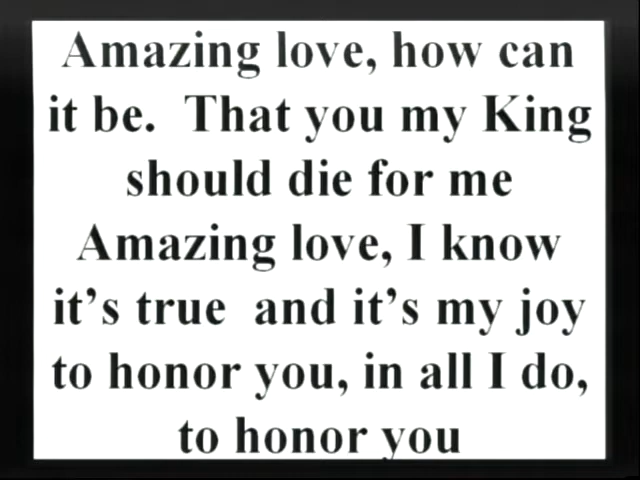 Amazing love, how can
it be.  That you my King
should die for me
Amazing love, I know
it’s true  and it’s my joy
to honor you, in all I do,
to honor you